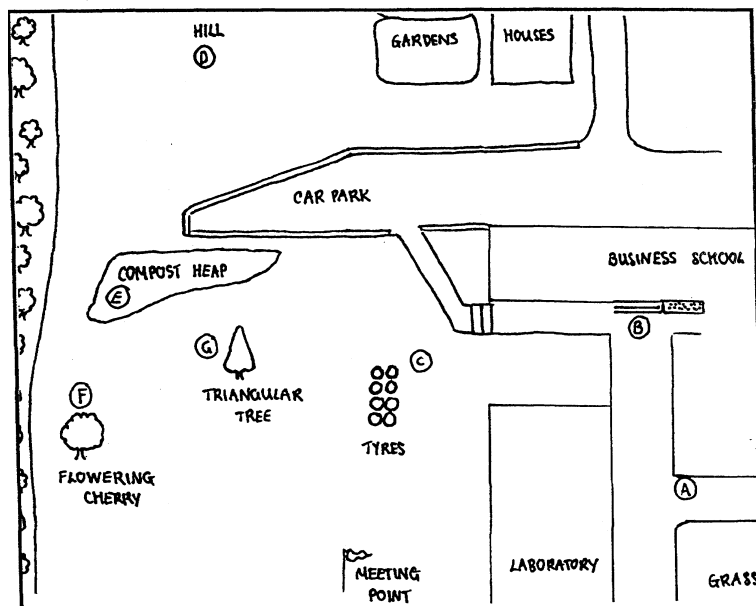 HILL
D
GARDENS
HOUSES
CAR PARK
COMPOST HEAP
E
BUSINESS SCHOOL
B
G
C
TRIANGULAR
TREE
F
TYRES
FLOWERING
CHERRY
A
MEETING
POINT
LABORATORY
GRASS